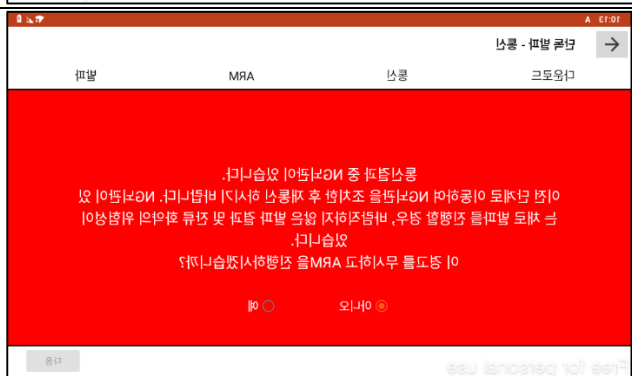 10:13 A
단독 발파 - 통신
다운로드 통신 ARM 발파
통신결과 중 NG뇌관이 있습니다.
이전 단계로 이동하여 NG뇌관을 조치한 후 재통신 하시기 바랍니다. NG뇌관이 있
는 채로 발파를 진행할 경우, 바람직하지 않은 발파 결과 및 잔류 화약의 위험성이
있습니다.
이 경고를 무시하고 ARM을 진행하시겠습니까?
아니오 예
다음
Free for personal use